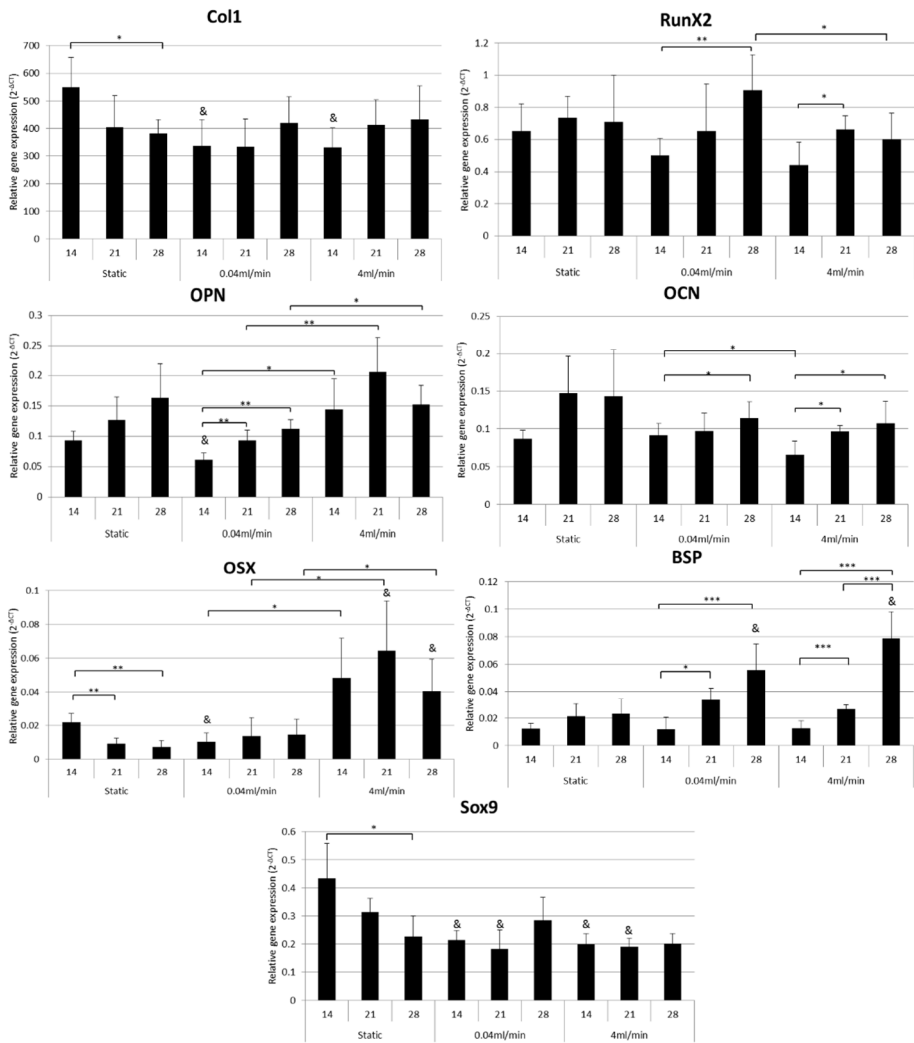 Col1
Relative gene expression (2-ΔCT)
700
600
500
400
300
200
100
0
*
&
&
14 21 28 14 21 28 14 21 28
Static 0.04ml/min 4ml/min
RunX2
Relative gene expression (2-ΔCT)
1.2
1
0.8
0.6
0.4
0.2
0
**
*
*
14 21 28 14 21 28 14 21 28
Static 0.04ml/min 4ml/min
OPN
Relative gene expression (2-ΔCT)
0.3
0.25
0.2
0.15
0.1
0.05
0
*
**
*
**
**
&
14 21 28 14 21 28 14 21 28
Static 0.04ml/min 4ml/min
OCN
Relative gene expression (2-ΔCT)
0.25
0.2
0.15
0.1
0.05
0
*
*
*
*
14 21 28 14 21 28 14 21 28
Static 0.04ml/min 4ml/min
OSX
Relative gene expression (2-ΔCT)
0.1
0.08
0.06
0.04
0.02
0
*
*
&
*
**
&
**
&
14 21 28 14 21 28 14 21 28
Static 0.04ml/min 4ml/min
BSP
Relative gene expression (2-ΔCT)
0.12
0.1
0.08
0.06
0.04
0.02
0
***
***
***
&
&
***
*
14 21 28 14 21 28 14 21 28
Static 0.04ml/min 4ml/min
Sox9
Relative gene expression (2-ΔCT)
0.6
0.5
0.4
0.3
0.2
0.1
0
*
& & & &
14 21 28 14 21 28 14 21 28
Static 0.04ml/min 4ml/min